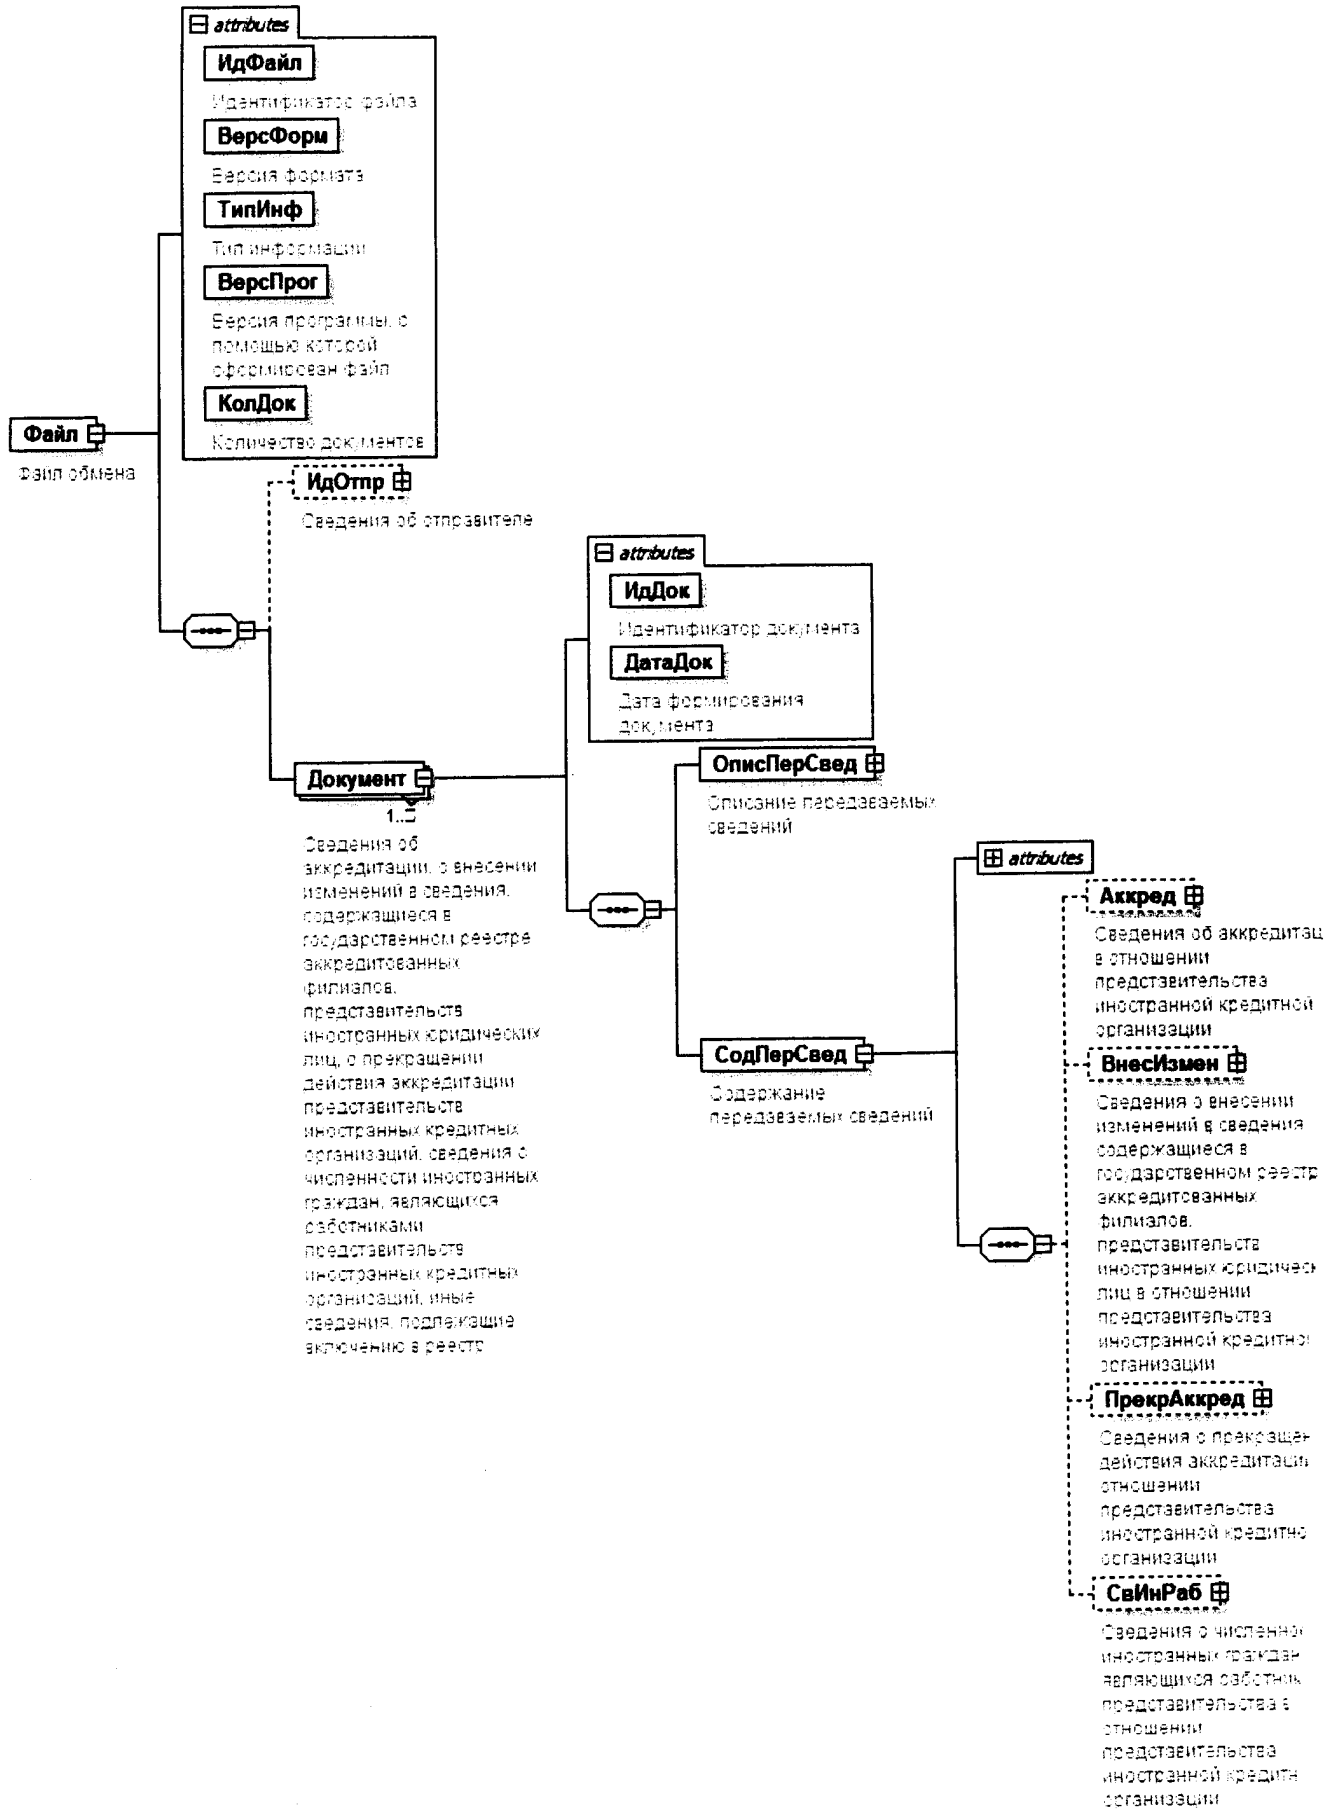 attributes
ИдФайл
Идентификатор файла
ВерсФорм
Версия формата
ТипИнф
Тип информации
ВерсПрог
Версия программы, с
помощью которой
сформирован файл
КолДок
Количество документов
Файл
Файл обмена
ИдОтпр
Сведения об отправителе
attributes
ИдДок
Идентификатор документа
ДатаДок
Дата формирования
документа
Документ
1..
Сведения об
аккредитации, о внесении
изменений в сведения,
содержащиеся в
государственном реестре
аккредитованных
филиалов,
представительств
иностранных юридических
лиц, о прекращении
действия аккредитации
представительств
иностранных кредитных
организаций, сведения о
численности иностранных
граждан, являющихся
работниками
представительств
иностранных кредитных
организаций, иные
сведения, подлежащие
включению в реестр
ОписПерСвед
Описание передаваемых
сведений
СодПерСвед
Содержание
передаваемых сведений
attributes
Аккред
Сведения об аккредитац
в отношении
представительства
иностранной кредитной
организации
ВнесИзмен
Сведения о внесении
изменений в сведения
содержащиеся в
государственном реестр
аккредитованных
филиалов,
представительств
иностранных юридическ
лиц в отношении
представительства
иностранной кредитно
организации
ПрекрАккред
Сведения о прекращен
действия аккредитаци
отношении
представительства
иностранной кредитно
организации
СвИнРаб
Сведения о численно
иностранных граждан
являющихся работник
представительства в
отношении
представительства
иностранной кредитн
организации